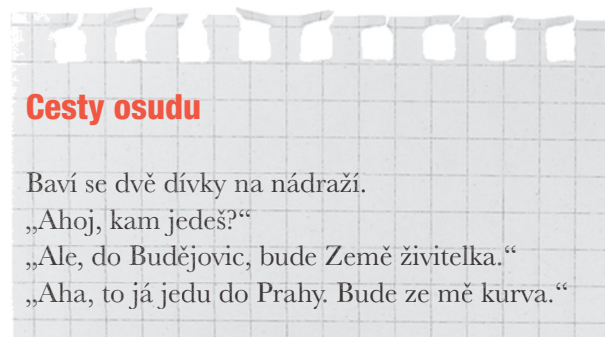 Cesty osudu
Baví se dvě dívky na nádraží.
„Ahoj, kam jedeš?“
„Ale, do Budějovic, bude Země živitelka.“
„Aha, to já jedu do Prahy. Bude ze mě kurva.“